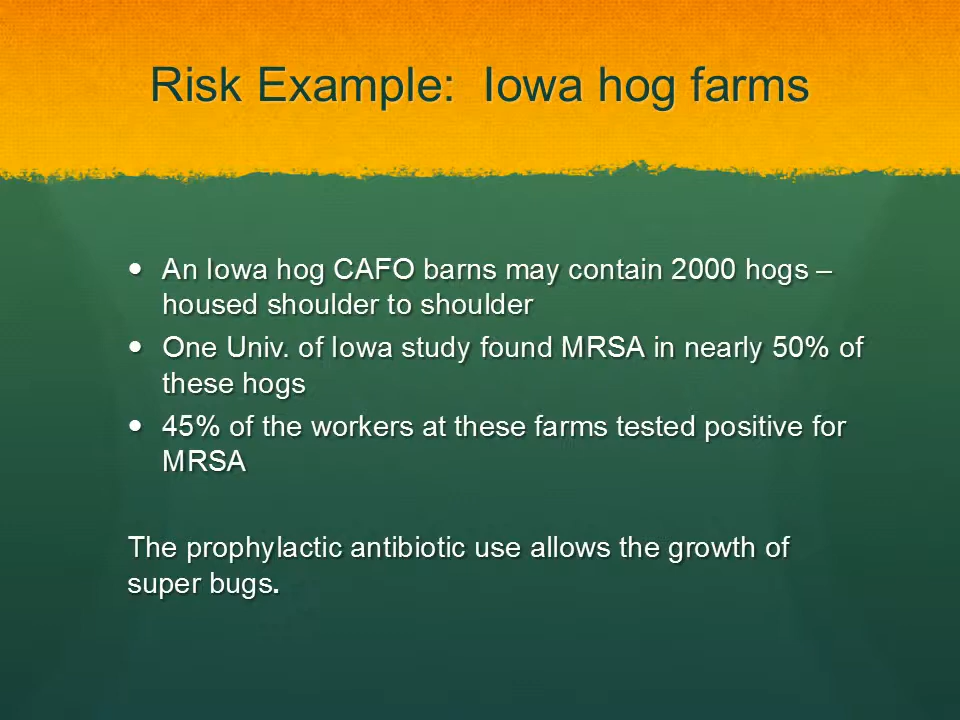 Risk Example:  Iowa hog farms
• An Iowa hog CAFO barns may contain 2000 hogs –
housed shoulder to shoulder
• One Univ. of Iowa study found MRSA in nearly 50% of
these hogs
• 45% of the workers at these farms tested positive for
MRSA
The prophylactic antibiotic use allows the growth of
super bugs.